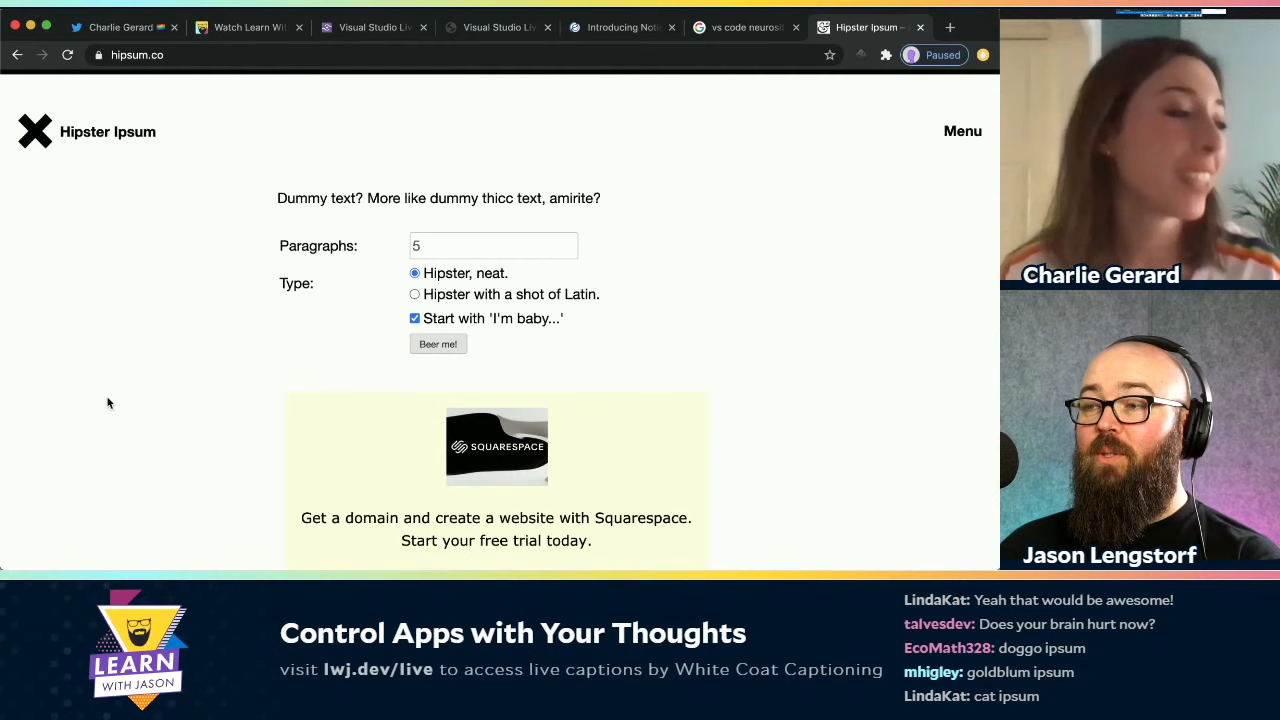 Charlie Gerard
Watch Learn Wit
Visual Studio Liv
Visual Studio Liv
Introducing Noti
vs code neurosit
Hipster Ipsum –
hipsum.co
Paused
Hipster Ipsum
Menu
Dummy text? More like dummy thicc text, amirite?
Paragraphs:
5
Type:
Hipster, neat.
Hipster with a shot of Latin.
Start with 'I'm baby...'
Beer me!
SQUARESPACE
Get a domain and create a website with Squarespace.
Start your free trial today.
Charlie Gerard
Jason Lengstorf
LEARN
WITH JASON
Control Apps with Your Thoughts
visit lwj.dev/live to access live captions by White Coat Captioning
LindaKat: Yeah that would be awesome!
talvesdev: Does your brain hurt now?
EcoMath328: doggo ipsum
mhigley: goldblum ipsum
LindaKat: cat ipsum